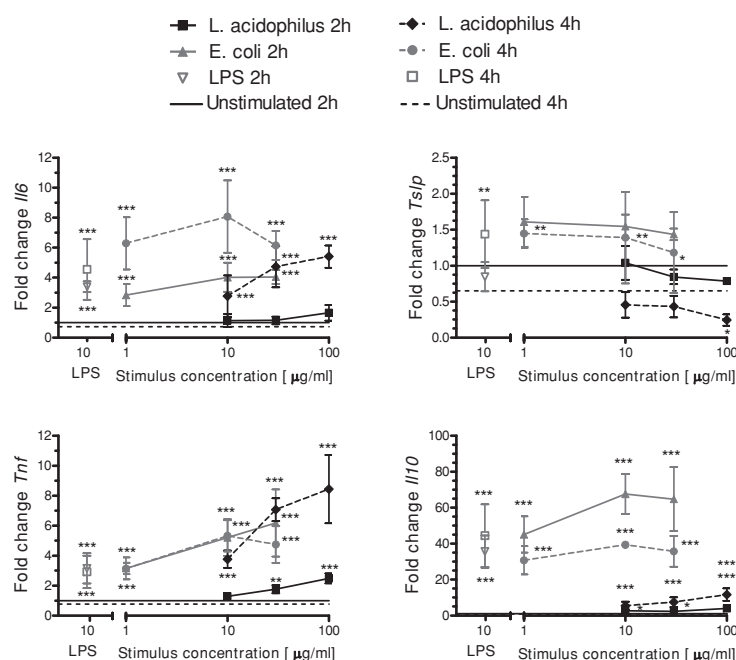 L. acidophilus 2h L. acidophilus 4h
E. coli 2h E. coli 4h
LPS 2h LPS 4h
Unstimulated 2h Unstimulated 4h
Fold change Il6
12
10
8
6
4
2
0
*** *** *** *** *** *** *** *** *** *** ***
10 1 10 100
LPS Stimulus concentration [ µg/ml]
Fold change Tslp
2.5
2.0
1.5
1.0
0.5
0.0
** ** ** * *
10 1 10 100
LPS Stimulus concentration [ µg/ml]
Fold change Tnf
12
10
8
6
4
2
0
*** *** *** *** *** *** *** *** *** *** *** ** *** ***
10 1 10 100
LPS Stimulus concentration [ µg/ml]
Fold change Il10
100
80
60
40
20
0
*** *** *** *** *** *** *** *** *** *** *** *** * *
10 1 10 100
LPS Stimulus concentration [ µg/ml]